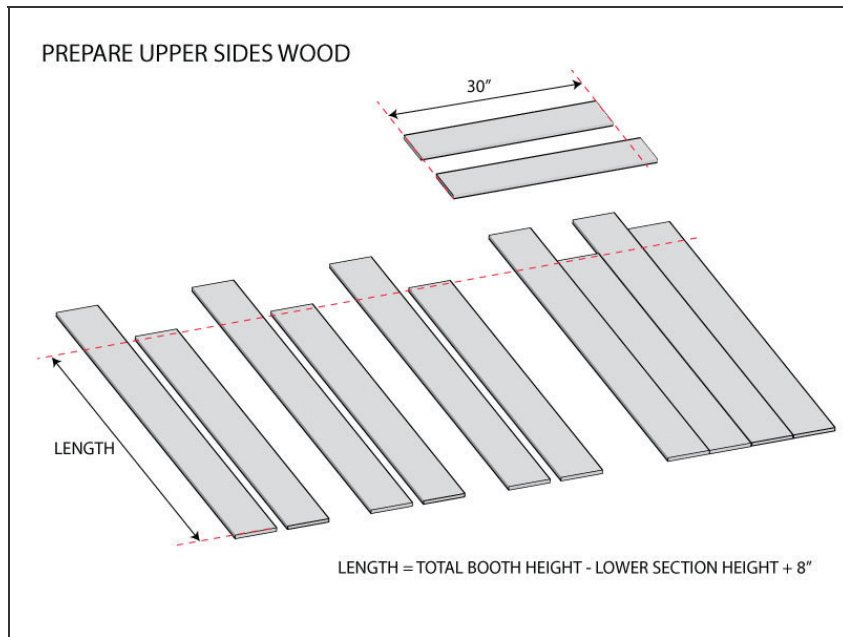 PREPARE UPPER SIDES WOOD
30”
LENGTH
LENGTH = TOTAL BOOTH HEIGHT - LOWER SECTION HEIGHT + 8”